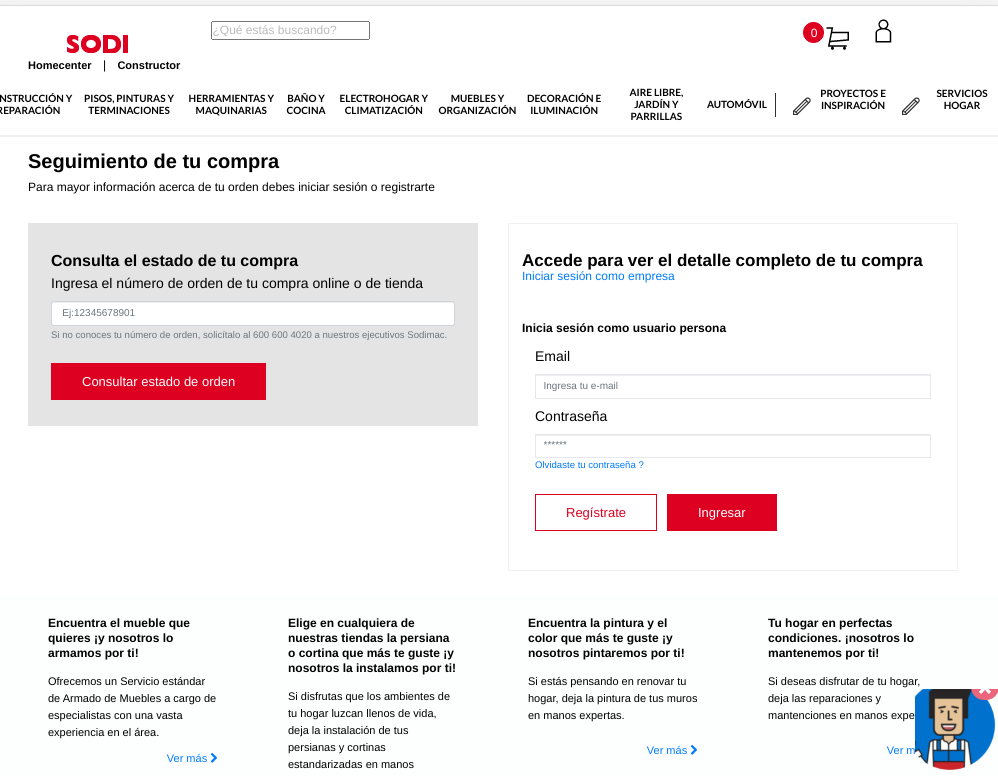 ¿Qué estás buscando?
0
SODI
Homecenter | Constructor
NSTRUCCIÓN Y
REPARACIÓN
PISOS, PINTURAS Y
TERMINACIONES
HERRAMIENTAS Y
MAQUINARIAS
BAÑO Y
COCINA
ELECTROHOGAR Y
CLIMATIZACIÓN
MUEBLES Y
ORGANIZACIÓN
DECORACIÓN E
ILUMINACIÓN
AIRE LIBRE,
JARDÍN Y
PARRILLAS
AUTOMÓVIL
PROYECTOS E
INSPIRACIÓN
SERVICIOS
HOGAR
Seguimiento de tu compra
Para mayor información acerca de tu orden debes iniciar sesión o registrarte
Consulta el estado de tu compra
Ingresa el número de orden de tu compra online o de tienda
Ej:12345678901
Si no conoces tu número de orden, solicítalo al 600 600 4020 a nuestros ejecutivos Sodimac.
Consultar estado de orden
Accede para ver el detalle completo de tu compra
Iniciar sesión como empresa
Inicia sesión como usuario persona
Email
Ingresa tu e-mail
Contraseña
******
Olvidaste tu contraseña ?
Regístrate
Ingresar
Encuentra el mueble que
quieres ¡y nosotros lo
armamos por ti!
Ofrecemos un Servicio estándar
de Armado de Muebles a cargo de
especialistas con una vasta
experiencia en el área.
Ver más
Elige en cualquiera de
nuestras tiendas la persiana
o cortina que más te guste ¡y
nosotros la instalamos por ti!
Si disfrutas que los ambientes de
tu hogar luzcan llenos de vida,
deja la instalación de tus
persianas y cortinas
estandarizadas en manos
Encuentra la pintura y el
color que más te guste ¡y
nosotros pintaremos por ti!
Si estás pensando en renovar tu
hogar, deja la pintura de tus muros
en manos expertas.
Ver más
Tu hogar en perfectas
condiciones. ¡nosotros lo
mantenemos por ti!
Si deseas disfrutar de tu hogar,
deja las reparaciones y
mantenciones en manos expe
Ver m